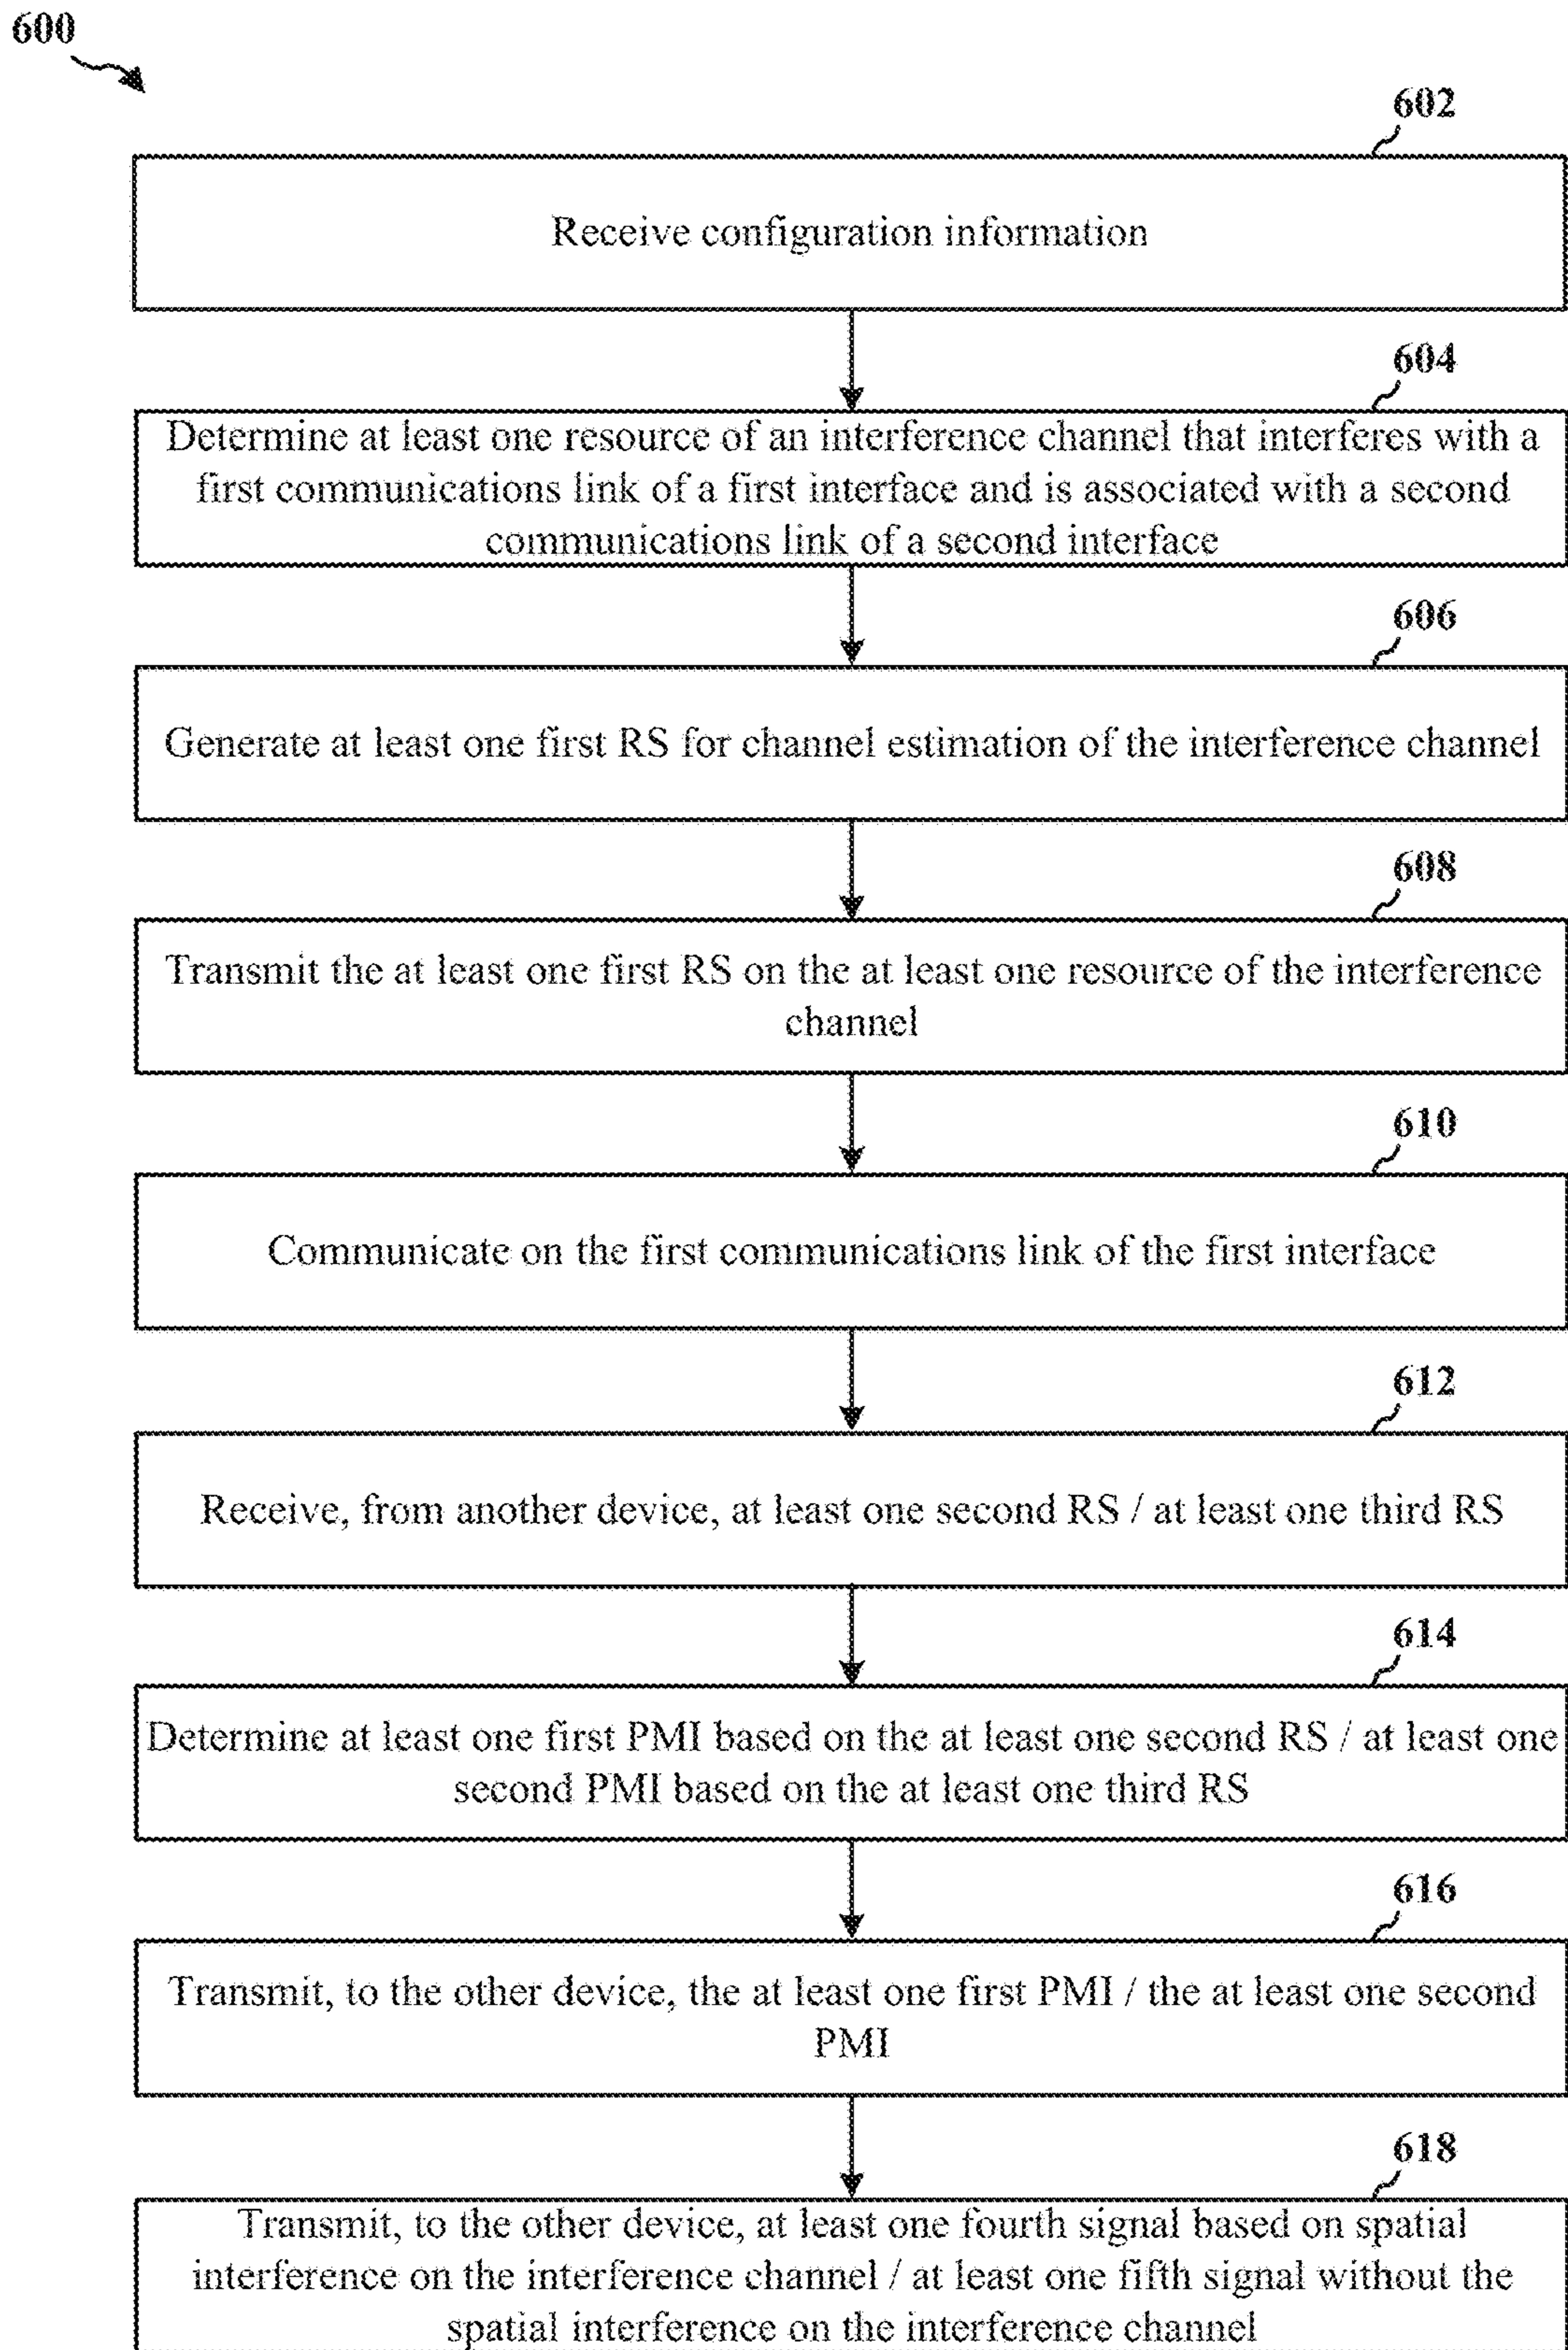 600
602
Receive configuration information
604
Determine at least one resource of an interference channel that interferes with a
first communications link of a first interface and is associated with a second
communications link of a second interface
606
Generate at least one first RS for channel estimation of the interference channel
608
Transmit the at least one first RS on the at least one resource of the interference
channel
610
Communicate on the first communications link of the first interface
612
Receive, from another device, at least one second RS / at least one third RS
614
Determine at least one first PMI based on the at least one second RS / at least one
second PMI based on the at least one third RS
616
Transmit, to the other device, the at least one first PMI / the at least one second
PMI
618
Transmit, to the other device, at least one fourth signal based on spatial
interference on the interference channel / at least one fifth signal without the
spatial interference on the interference channel